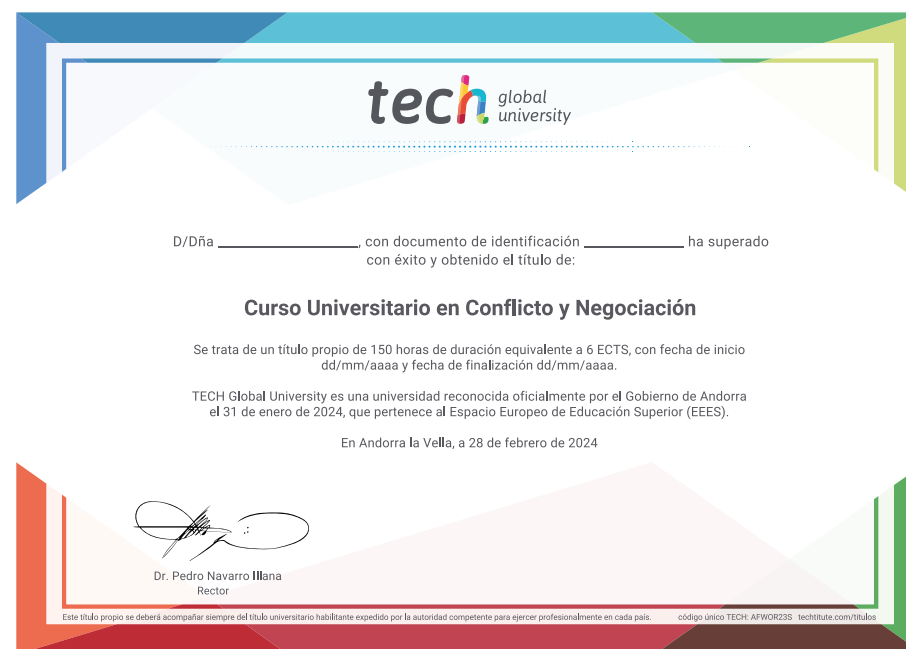 tech global university
D/Dña ____________________, con documento de identificación ______________ ha superado
con éxito y obtenido el título de:
Curso Universitario en Conflicto y Negociación
Se trata de un título propio de 150 horas de duración equivalente a 6 ECTS, con fecha de inicio
dd/mm/aaaa y fecha de finalización dd/mm/aaaa.
TECH Global University es una universidad reconocida oficialmente por el Gobierno de Andorra
el 31 de enero de 2024, que pertenece al Espacio Europeo de Educación Superior (EEES).
En Andorra la Vella, a 28 de febrero de 2024
Dr. Pedro Navarro Illana
Rector
Este título propio se deberá acompañar siempre del título universitario habilitante expedido por la autoridad competente para ejercer profesionalmente en cada país. código único TECH: AFWOR23S techtitute.com/titulos